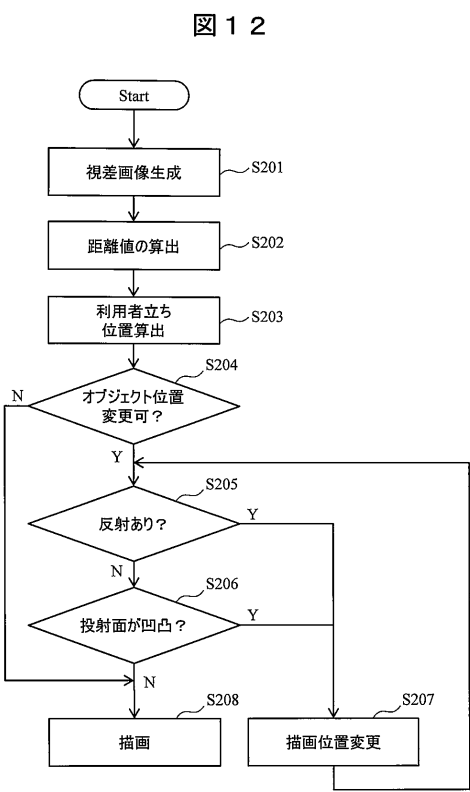 図１２
Start
視差画像生成
S201
距離値の算出
S202
利用者立ち
位置算出
S203
S204
N
オブジェクト位置
変更可？
Y
S205
反射あり？
Y
N
S206
投射面が凹凸？
Y
N
S208
描画
S207
描画位置変更